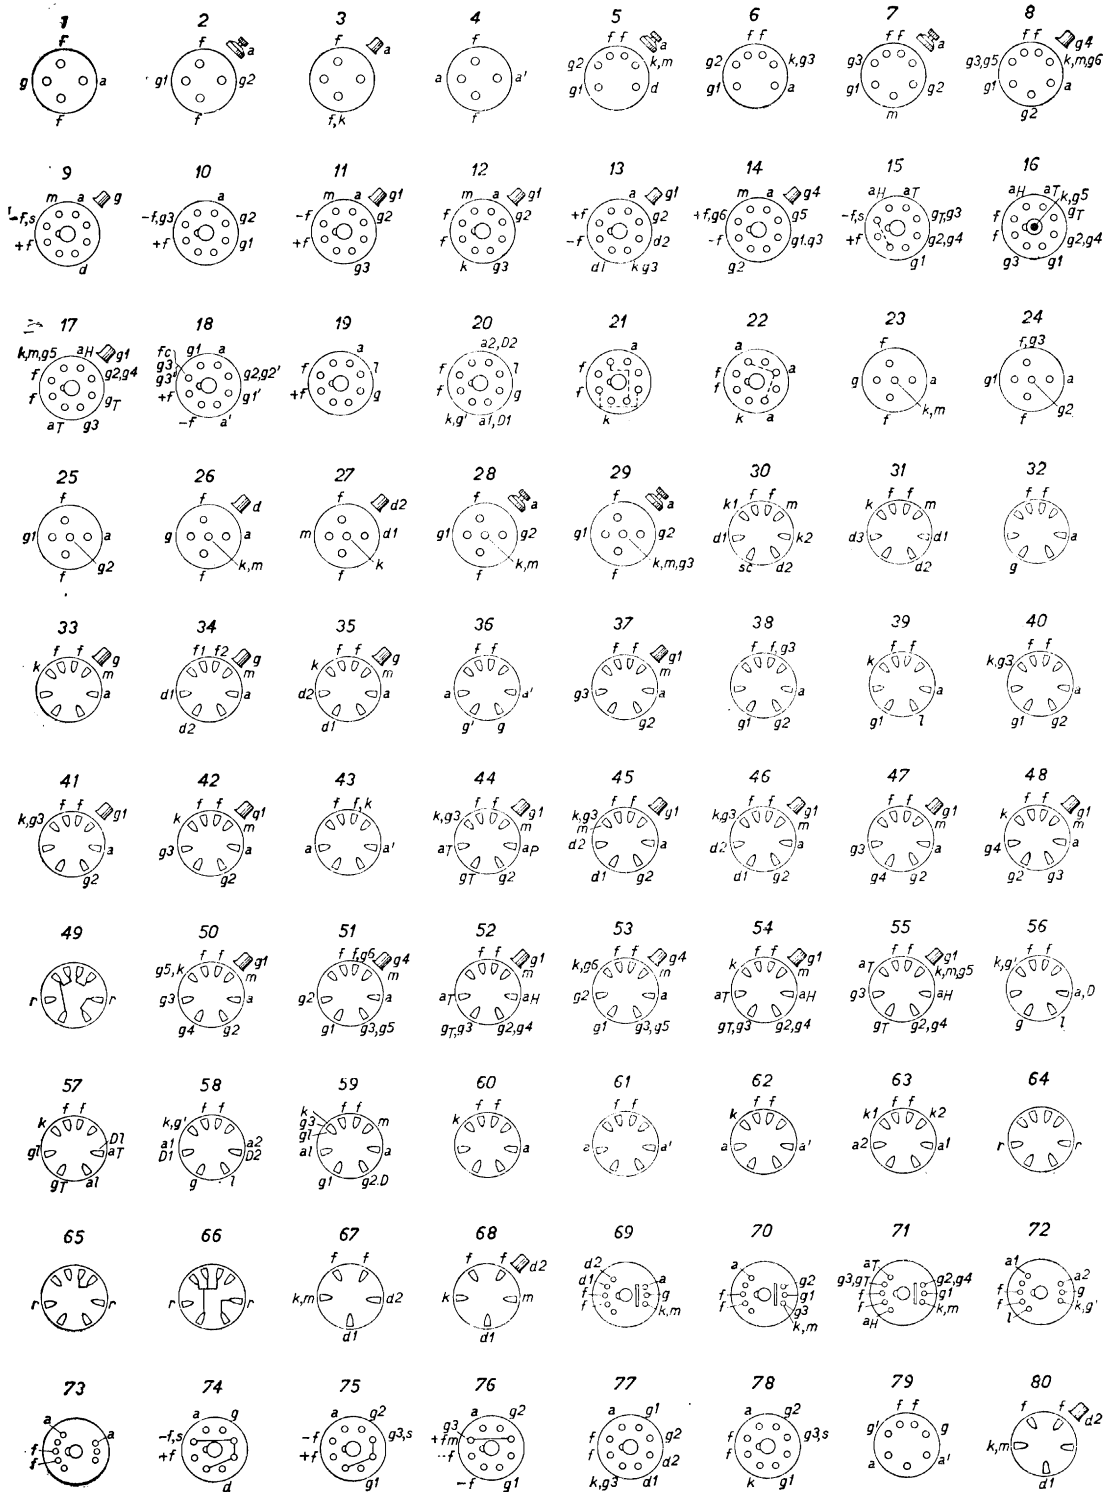 1 2 3 4 5 6 7 8
f f f f f f f f f f f f
g a g1 a g2 a a a' g2 a k,m g2 k,g3 g3 a g3,g5 g4 k,m,g6
g1 d g1 a g1 g2 g1 a
f f f,k f m g2
9 10 11 12 13 14 15 16
m a g a m a g1 m a g1 a g1 m a g4 aH aT aH aT k,g5
-f,s -f,g3 g2 -f g2 f g2 +f g2 +f,g6 g5 -f,s gT,g3 f gT
+f +f g1 +f f -f d2 -f g1,g3 +f g2,g4 f g2,g4
d g3 k g3 d1 k g3 g2 g1 g3 g1
17 18 19 20 21 22 23 24
k,m,g5 aH g1 fc g1 a a a2,D2 a f f,g3
f g2,g4 g3 g3' g2,g2' f l f l f f a g a g1 a
f gT +f g1' +f g f g f f
aT g3 -f a' k,g' a1,D1 k k a f k,m f g2
25 26 27 28 29 30 31 32
f f f f f f f f f f f
g1 a g d a m d2 d1 g1 a g2 g1 a g2 k1 m k m
f g2 f k,m f k f k,m f k,m,g3 d1 k2 d3 d1 a
sc d2 d2 g
33 34 35 36 37 38 39 40
f f f1 f2 f f f f f f f f,g3 f f f f
k g m g m k g m g1 m k k,g3
a d1 a d2 a a a' g3 a a a a
d2 d1 g' g g2 g1 g2 g1 l g1 g2
41 42 43 44 45 46 47 48
f f f f f f,k f f f f f f f f f f
k,g3 g1 k g1 m k,g3 g1 m k,g3 m g1 k,g3 g1 m g1 m k g1 m
a g3 a a a' aT aP d2 a d2 a g3 a g4 a
g2 g2 gT g2 d1 g2 d1 g2 g4 g2 g2 g3
49 50 51 52 53 54 55 56
f f f f,g6 f f f f f f f f f f
g5,k g1 m g4 m g1 m k,g6 g4 m k g1 m aT g1 k,m,g5 k,g'
r r g3 a g2 a aT aH g2 a aT aH g3 aH a,D
g4 g2 g1 g3,g5 gT,g3 g2,g4 g1 g3,g5 gT,g3 g2,g4 gT g2,g4 g l
57 58 59 60 61 62 63 64
f f f f f f f f f f f f f f
k k,g' k g3 gl m k k k1 k2
gl Dl aT a1 D1 a2 D2 al a a a' a a' a2 a1 r r
gT al g l g1 g2.D
65 66 67 68 69 70 71 72
f f f f d2 d2 a aT a1
r r r r k,m d2 k m d1 a g2 g3,gT g2,g4 a2
f g f g1 f g1 f g
f k,m f g3 f k,m f k,g'
d1 d1 k,m aH l
73 74 75 76 77 78 79 80
a a g a g2 a g2 a g1 a g2 f f f f d2
a -f,s -f g3,s g3 +fm f g2 f g3,s g' g k,m
f +f +f --f f d2 f
f d g1 -f g1 k,g3 d1 k g1 a a' d1